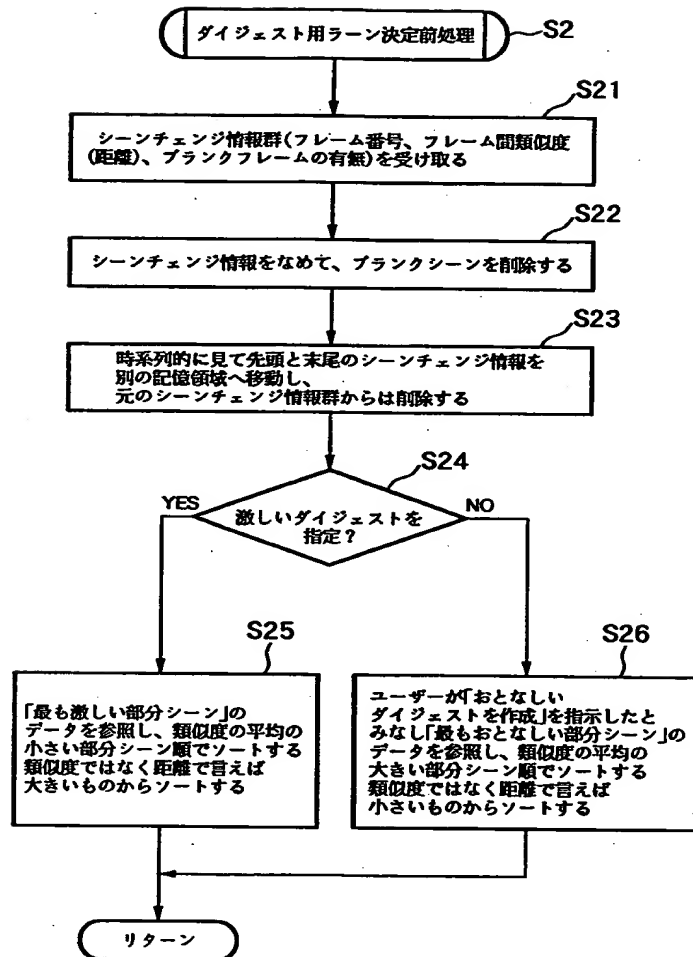 ダイジェスト用ラーン決定前処理
S2
S21
シーンチェンジ情報群(フレーム番号、フレーム間類似度
(距離)、ブランクフレームの有無)を受け取る
S22
シーンチェンジ情報をなめて、ブランクシーンを削除する
S23
時系列的に見て先頭と末尾のシーンチェンジ情報を
別の記憶領域へ移動し、
元のシーンチェンジ情報群からは削除する
S24
YES
激しいダイジェストを
指定?
NO
S25
「最も激しい部分シーン」の
データを参照し、類似度の平均の
小さい部分シーン順でソートする
類似度ではなく距離で言えば
大きいものからソートする
S26
ユーザーが「おとなしい
ダイジェストを作成」を指示したと
みなし「最もおとなしい部分シーン」の
データを参照し、類似度の平均の
大きい部分シーン順でソートする
類似度ではなく距離で言えば
小さいものからソートする
リターン